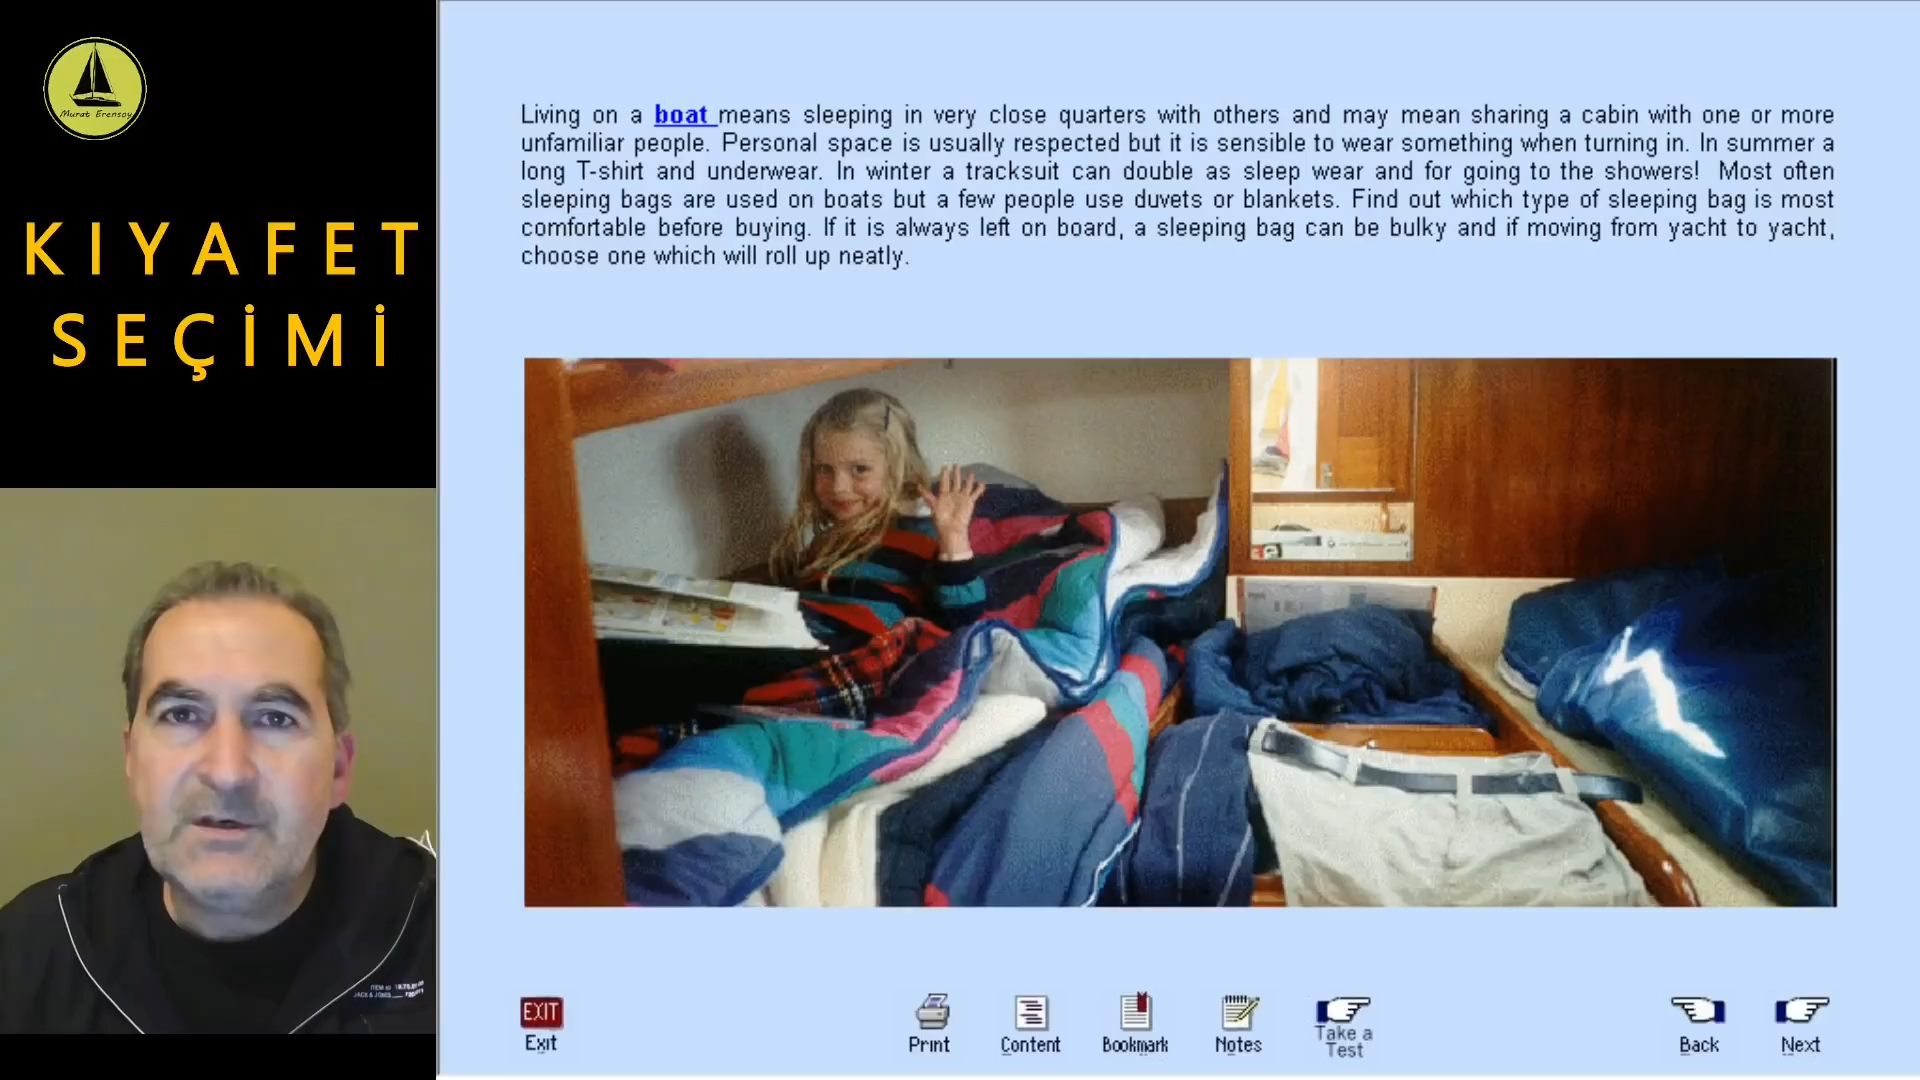 Murat Erensoy
KIYAFET
SEÇİMİ
Living on a boat means sleeping in very close quarters with others and may mean sharing a cabin with one or more
unfamiliar people. Personal space is usually respected but it is sensible to wear something when turning in. In summer a
long T-shirt and underwear. In winter a tracksuit can double as sleep wear and for going to the showers! Most often
sleeping bags are used on boats but a few people use duvets or blankets. Find out which type of sleeping bag is most
comfortable before buying. If it is always left on board, a sleeping bag can be bulky and if moving from yacht to yacht,
choose one which will roll up neatly.
JACK & JONES
EXIT
Exit
Print
Content
Bookmark
Notes
Take a
Test
Back
Next